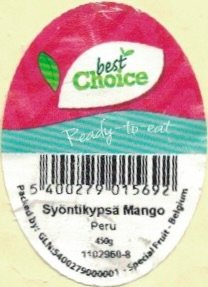 best
Choice
Ready-to-eat
5 400279 015692
Syöntikypsä Mango
Peru
450g
1102960-8
Packed by: GLN:5400279000001 - Special Fruit - Belgium